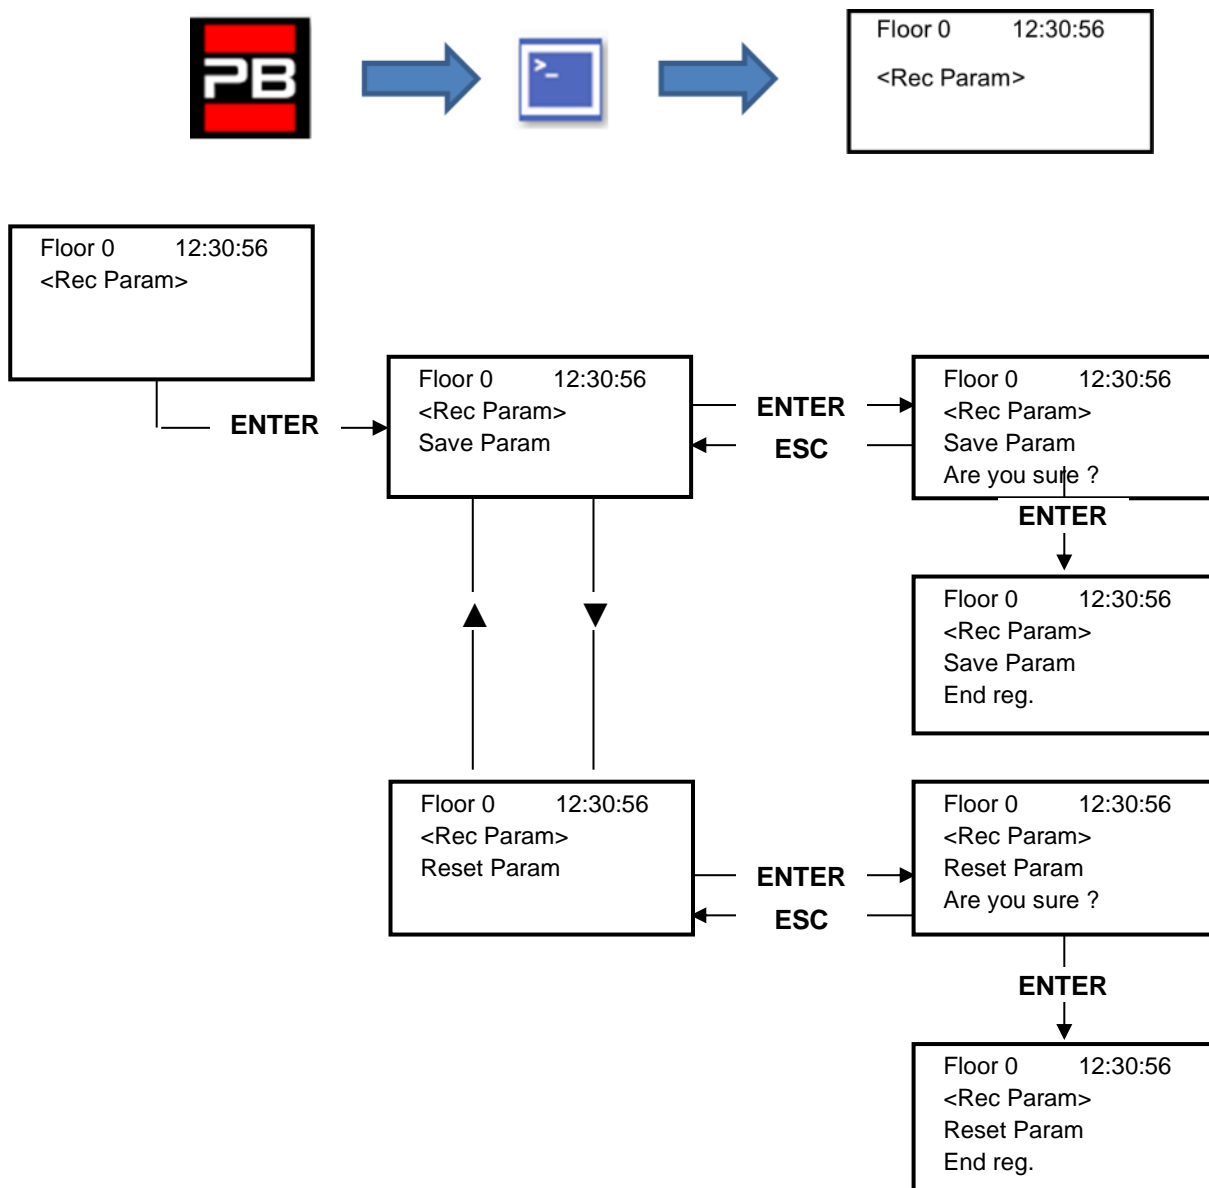 PB
>_
Floor 0 12:30:56
<Rec Param>
Floor 0 12:30:56
<Rec Param>
ENTER
Floor 0 12:30:56
<Rec Param>
Save Param
ENTER
ESC
Floor 0 12:30:56
<Rec Param>
Save Param
Are you sure ?
ENTER
Floor 0 12:30:56
<Rec Param>
Save Param
End reg.
▲ ▼
Floor 0 12:30:56
<Rec Param>
Reset Param
ENTER
ESC
Floor 0 12:30:56
<Rec Param>
Reset Param
Are you sure ?
ENTER
Floor 0 12:30:56
<Rec Param>
Reset Param
End reg.